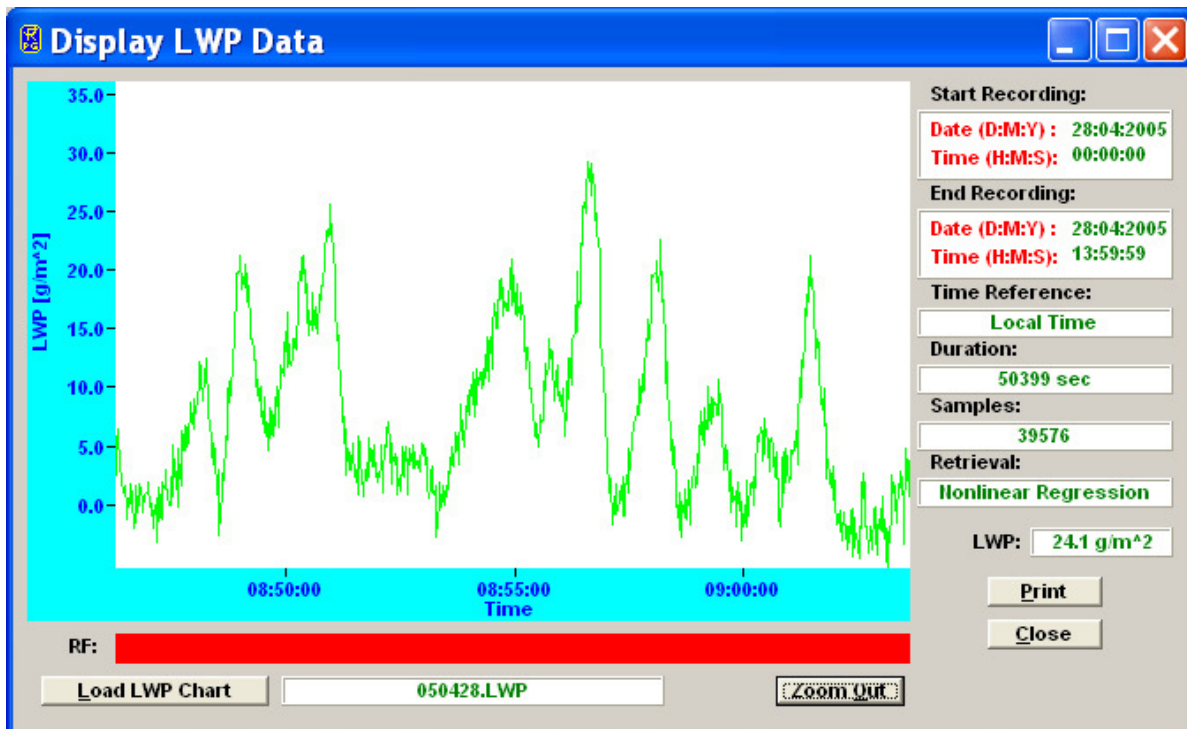 Display LWP Data
35.0
30.0
25.0
20.0
15.0
10.0
5.0
0.0
LWP [g/m^2]
08:50:00 08:55:00 09:00:00
Time
RF:
Load LWP Chart 050428.LWP Zoom Out
Start Recording:
Date (D:M:Y) : 28:04:2005
Time (H:M:S): 00:00:00
End Recording:
Date (D:M:Y) : 28:04:2005
Time (H:M:S): 13:59:59
Time Reference:
Local Time
Duration:
50399 sec
Samples:
39576
Retrieval:
Nonlinear Regression
LWP: 24.1 g/m^2
Print
Close